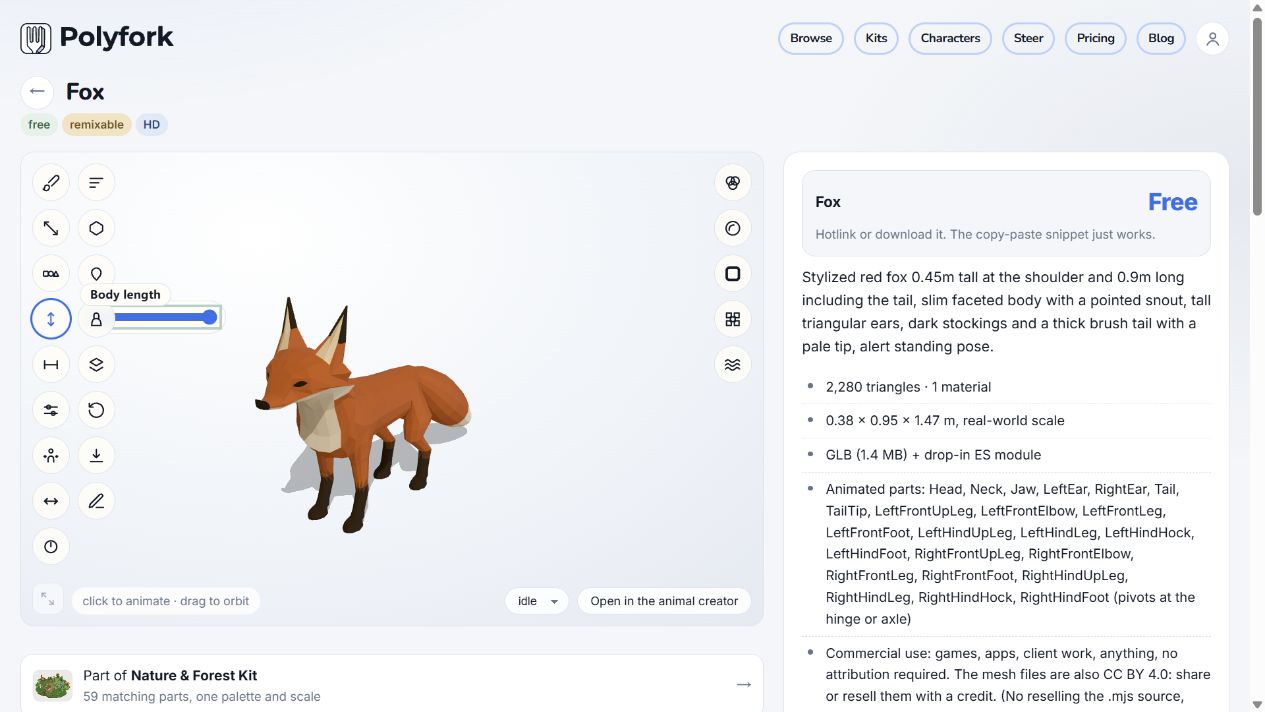 Polyfork
Browse
Kits
Characters
Steer
Pricing
Blog
Fox
free
remixable
HD
Body length
click to animate · drag to orbit
idle
Open in the animal creator
Part of Nature & Forest Kit
59 matching parts, one palette and scale
Fox
Free
Hotlink or download it. The copy-paste snippet just works.
Stylized red fox 0.45m tall at the shoulder and 0.9m long
including the tail, slim faceted body with a pointed snout, tall
triangular ears, dark stockings and a thick brush tail with a
pale tip, alert standing pose.
2,280 triangles · 1 material
0.38 × 0.95 × 1.47 m, real-world scale
GLB (1.4 MB) + drop-in ES module
Animated parts: Head, Neck, Jaw, LeftEar, RightEar, Tail,
TailTip, LeftFrontUpLeg, LeftFrontElbow, LeftFrontLeg,
LeftFrontFoot, LeftHindUpLeg, LeftHindLeg, LeftHindHock,
LeftHindFoot, RightFrontUpLeg, RightFrontElbow,
RightFrontLeg, RightFrontFoot, RightHindUpLeg,
RightHindLeg, RightHindHock, RightHindFoot (pivots at the
hinge or axle)
Commercial use: games, apps, client work, anything, no
attribution required. The mesh files are also CC BY 4.0: share
or resell them with a credit. (No reselling the .mjs source,